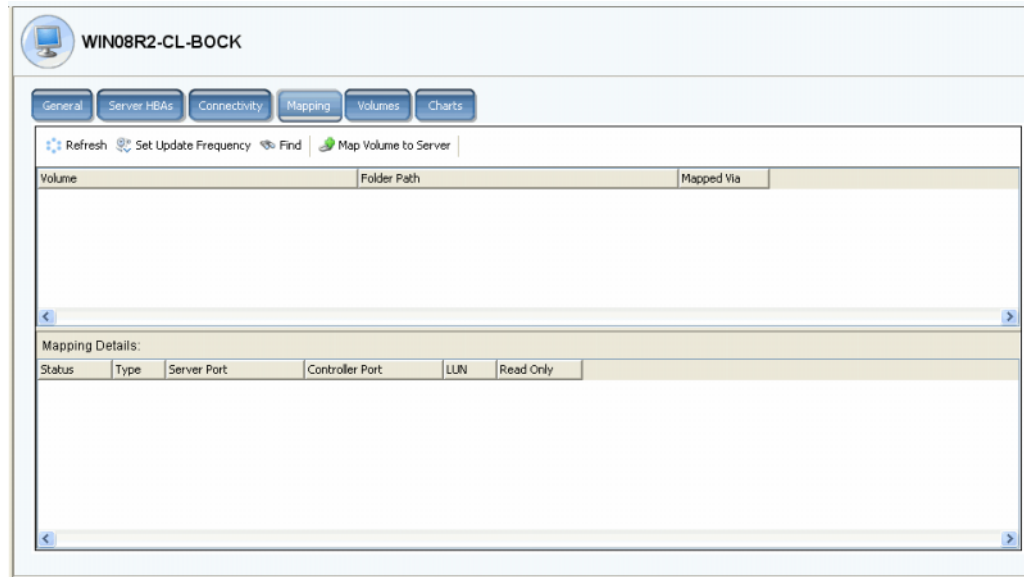 WIN08R2-CL-BOCK
General Server HBAs Connectivity Mapping Volumes Charts
Refresh Set Update Frequency Find Map Volume to Server
Volume Folder Path Mapped Via
Mapping Details:
Status Type Server Port Controller Port LUN Read Only